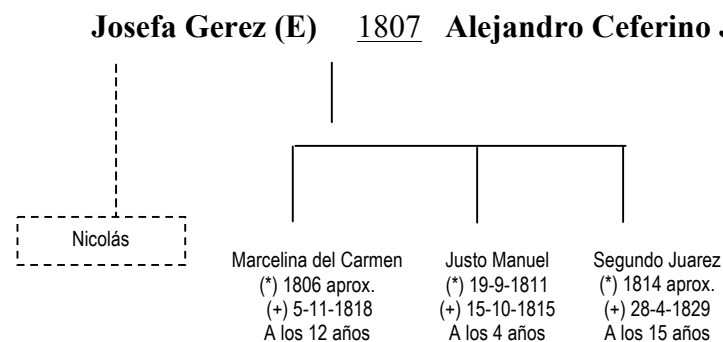 Josefa Gerez (E) 1807 Alejandro Ceferino
Nicolás
Marcelina del Carmen
(*) 1806 aprox.
(+) 5-11-1818
A los 12 años
Justo Manuel
(*) 19-9-1811
(+) 15-10-1815
A los 4 años
Segundo Juarez
(*) 1814 aprox.
(+) 28-4-1829
A los 15 años